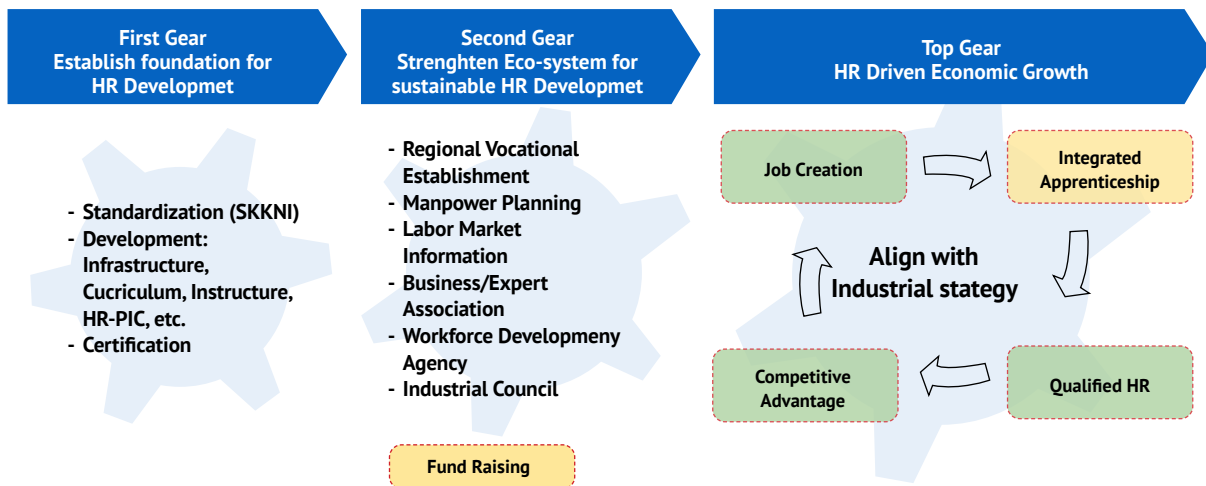 First Gear
Establish foundation for
HR Developmet
- Standardization (SKKNI)
- Development:
Infrastructure,
Cucriculum, Instructure,
HR-PIC, etc.
- Certification
Second Gear
Strenghten Eco-system for
sustainable HR Developmet
- Regional Vocational
Establishment
- Manpower Planning
- Labor Market
Information
- Business/Expert
Association
- Workforce Developmeny
Agency
- Industrial Council
Fund Raising
Top Gear
HR Driven Economic Growth
Job Creation
Integrated
Apprenticeship
Align with
Industrial stategy
Competitive
Advantage
Qualified HR